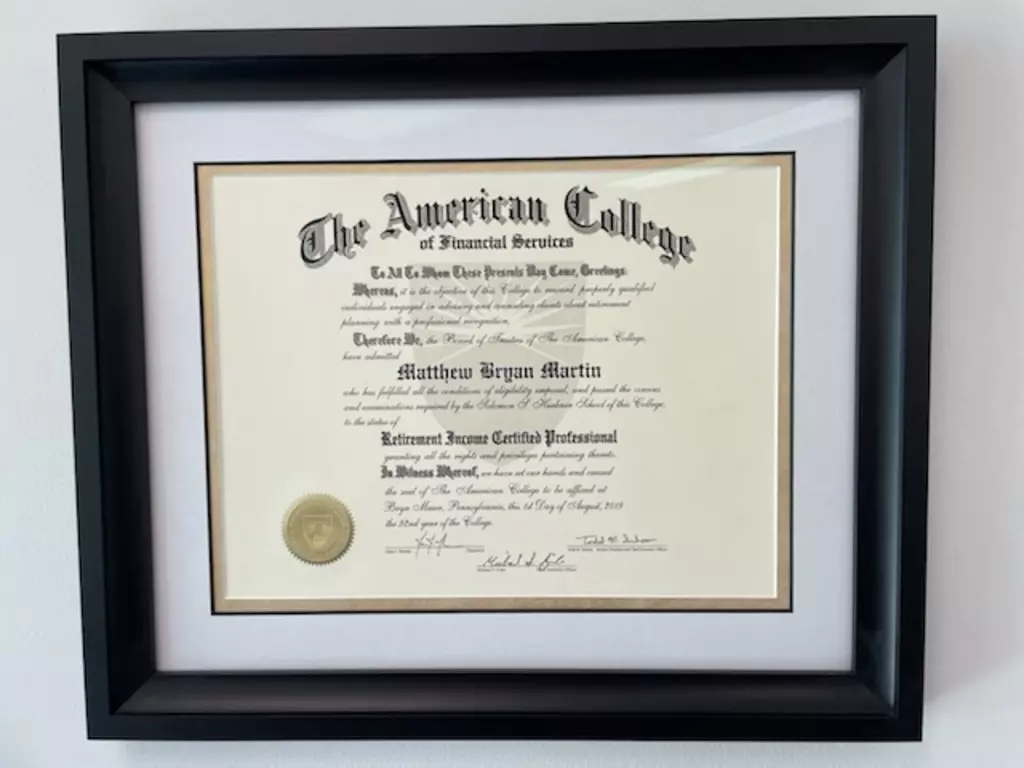 The American College
of Financial Services
To All To Whom These Presents May Come, Greetings
Whereas, it is the objective of this College to reward properly qualified
individuals engaged in advising and counseling clients about retirement
planning with a professional recognition,
Therefore We, the Board of Trustees of The American College,
have admitted
Matthew Bryan Martin
who has fulfilled all the conditions of eligibility imposed, and passed the courses
and examinations required by the Solomon S. Huebner School of this College,
to the status of
Retirement Income Certified Professional
granting all the rights and privileges pertaining thereto.
In Witness Whereof, we have set our hands and caused
the seal of The American College to be affixed at
Bryn Mawr, Pennsylvania, this 1st Day of August, 2019
the 92nd year of the College.